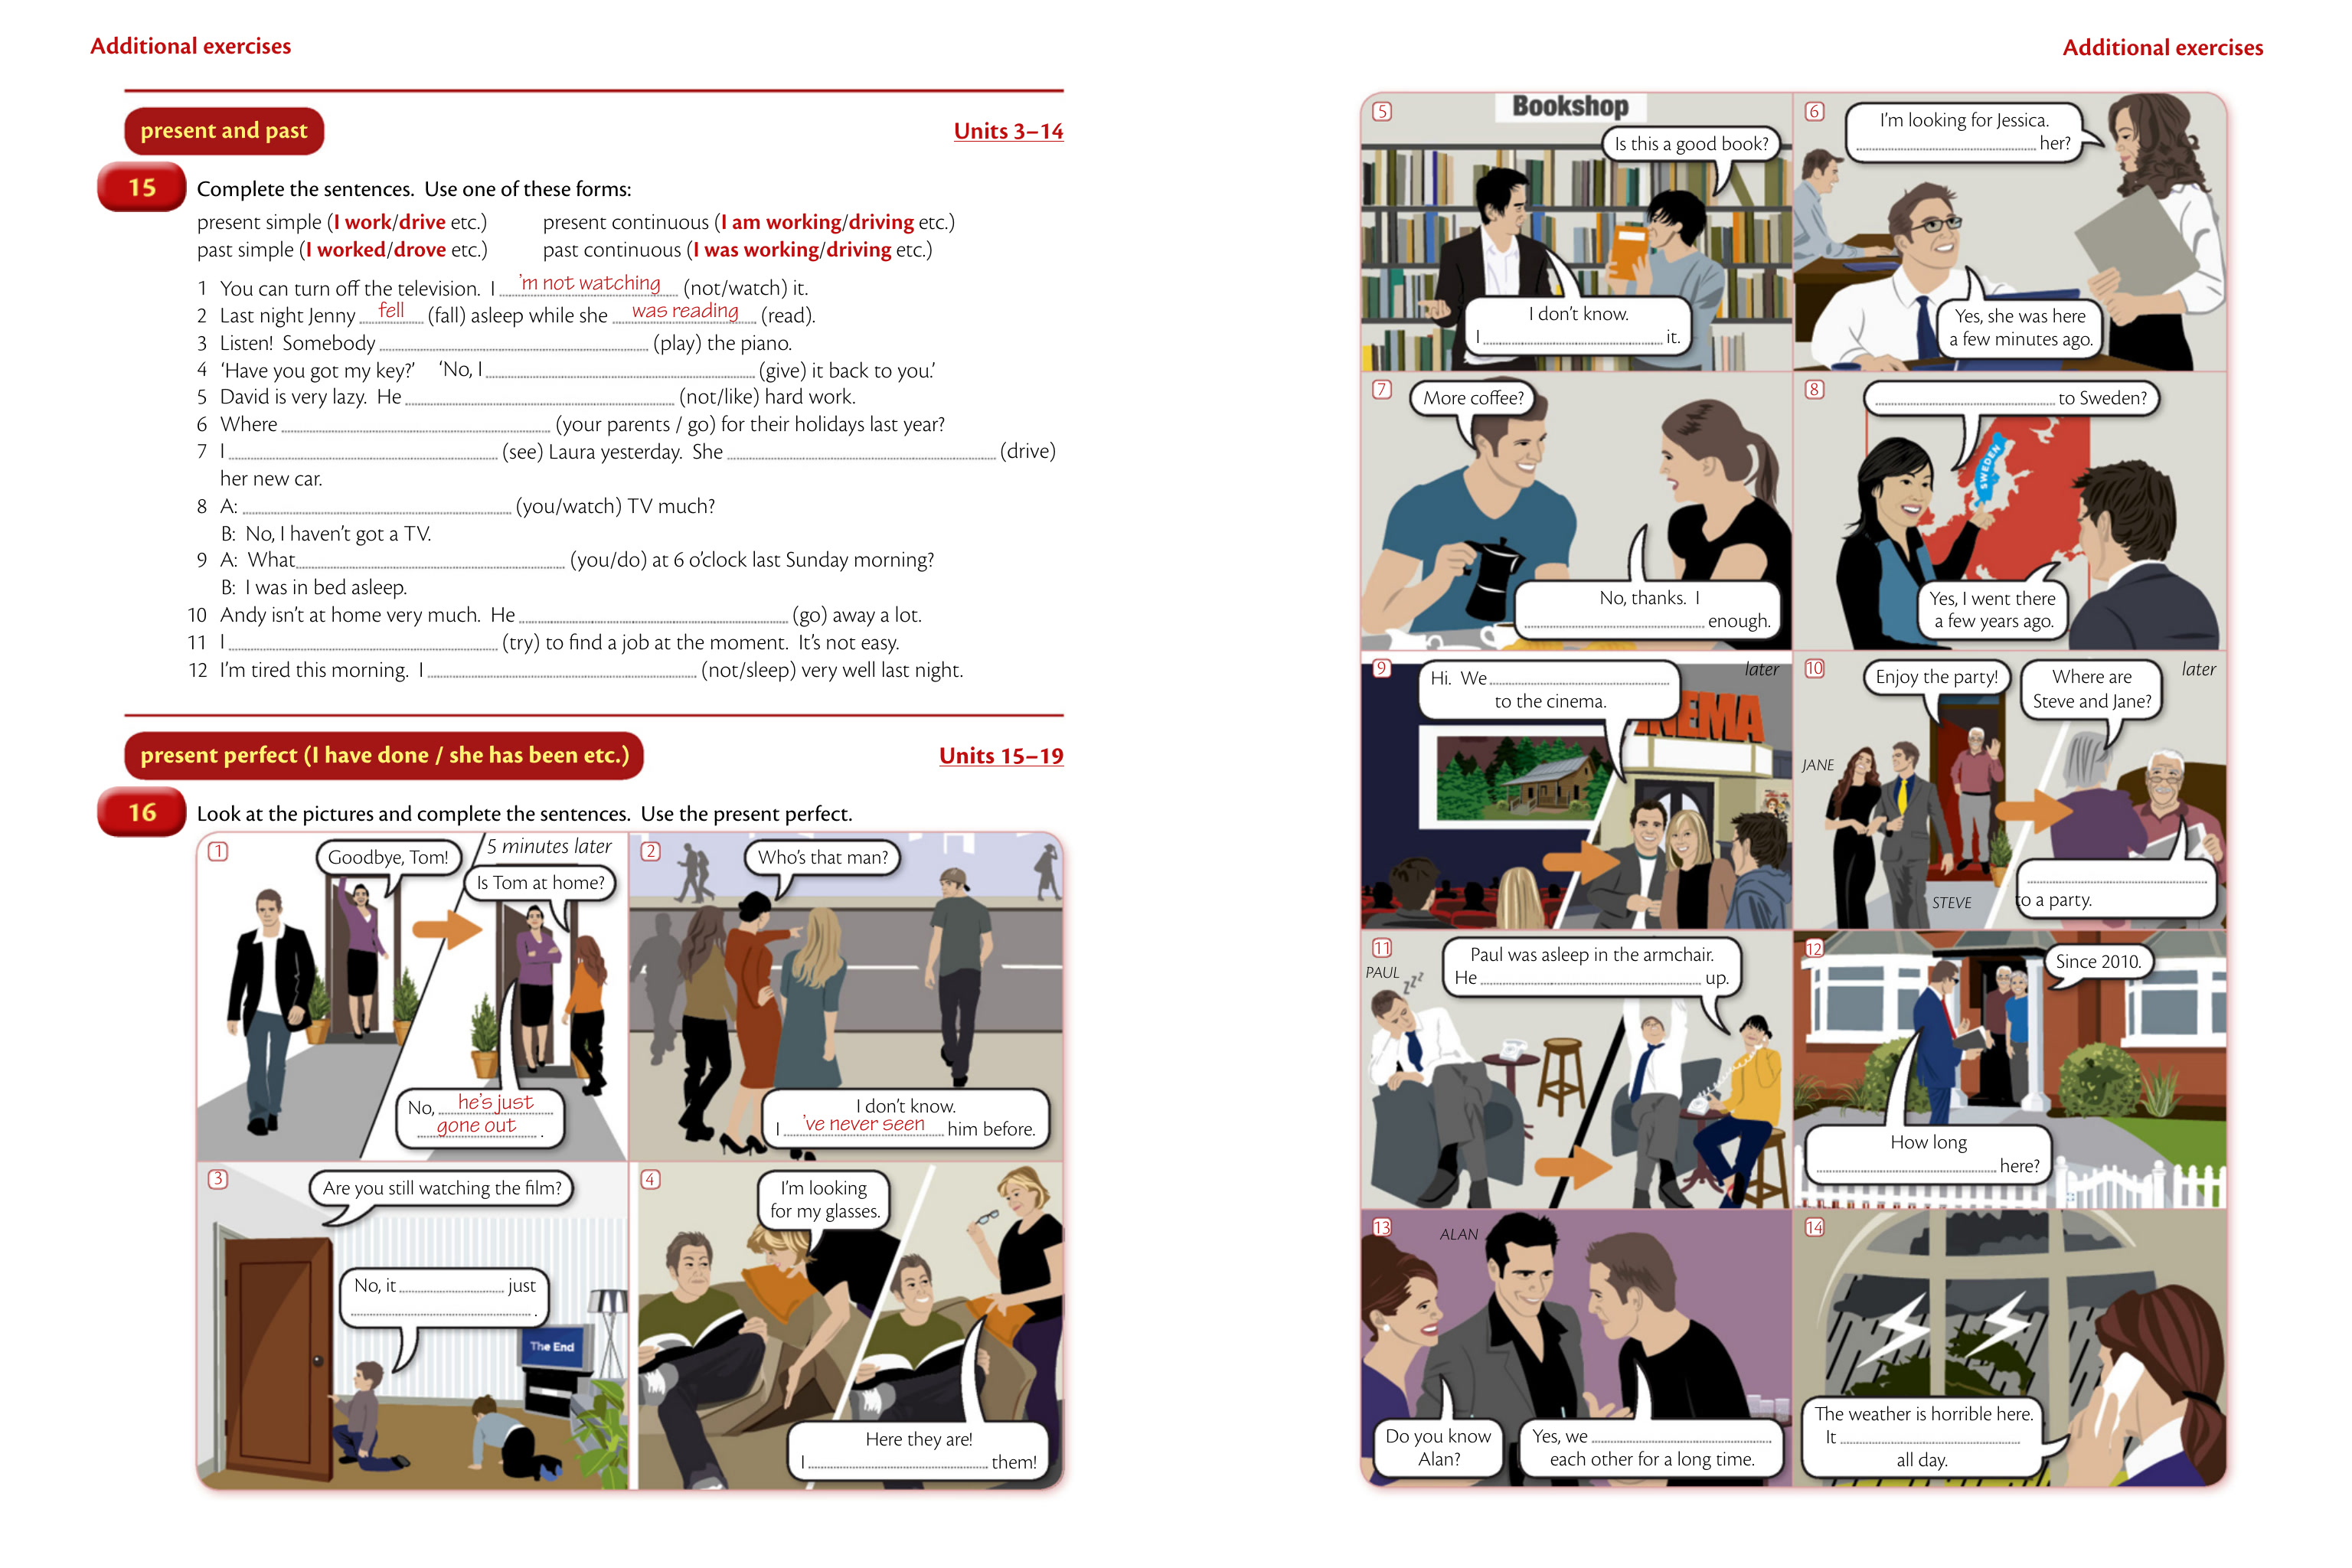 Additional exercises
present and past
Units 3–14
15
Complete the sentences. Use one of these forms:
present simple (I work/drive etc.) present continuous (I am working/driving etc.)
past simple (I worked/drove etc.) past continuous (I was working/driving etc.)
1 You can turn off the television. I 'm not watching (not/watch) it.
2 Last night Jenny fell (fall) asleep while she was reading (read).
3 Listen! Somebody (play) the piano.
4 ‘Have you got my key?’ ‘No, I (give) it back to you.’
5 David is very lazy. He (not/like) hard work.
6 Where (your parents / go) for their holidays last year?
7 I (see) Laura yesterday. She (drive)
her new car.
8 A: (you/watch) TV much?
B: No, I haven’t got a TV.
9 A: What (you/do) at 6 o’clock last Sunday morning?
B: I was in bed asleep.
10 Andy isn’t at home very much. He (go) away a lot.
11 I (try) to find a job at the moment. It’s not easy.
12 I’m tired this morning. I (not/sleep) very well last night.
present perfect (I have done / she has been etc.)
Units 15–19
16
Look at the pictures and complete the sentences. Use the present perfect.
1
Goodbye, Tom!
5 minutes later
Is Tom at home?
No, he’s just
gone out .
2
Who’s that man?
I don’t know.
I ’ve never seen him before.
3
Are you still watching the film?
No, it just
.
The End
4
I’m looking
for my glasses.
Here they are!
I them!
Additional exercises
5
Bookshop
Is this a good book?
I don’t know.
I it.
6
I’m looking for Jessica.
her?
Yes, she was here
a few minutes ago.
7
More coffee?
No, thanks. I
enough.
8
to Sweden?
SWEDEN
Yes, I went there
a few years ago.
9
Hi. We
to the cinema.
later
NEMA
10
Enjoy the party!
Where are
Steve and Jane?
later
JANE
STEVE
to a party.
11
PAUL
zzz
Paul was asleep in the armchair.
He up.
12
Since 2010.
How long
here?
13
ALAN
Do you know
Alan?
Yes, we
each other for a long time.
14
The weather is horrible here.
It
all day.